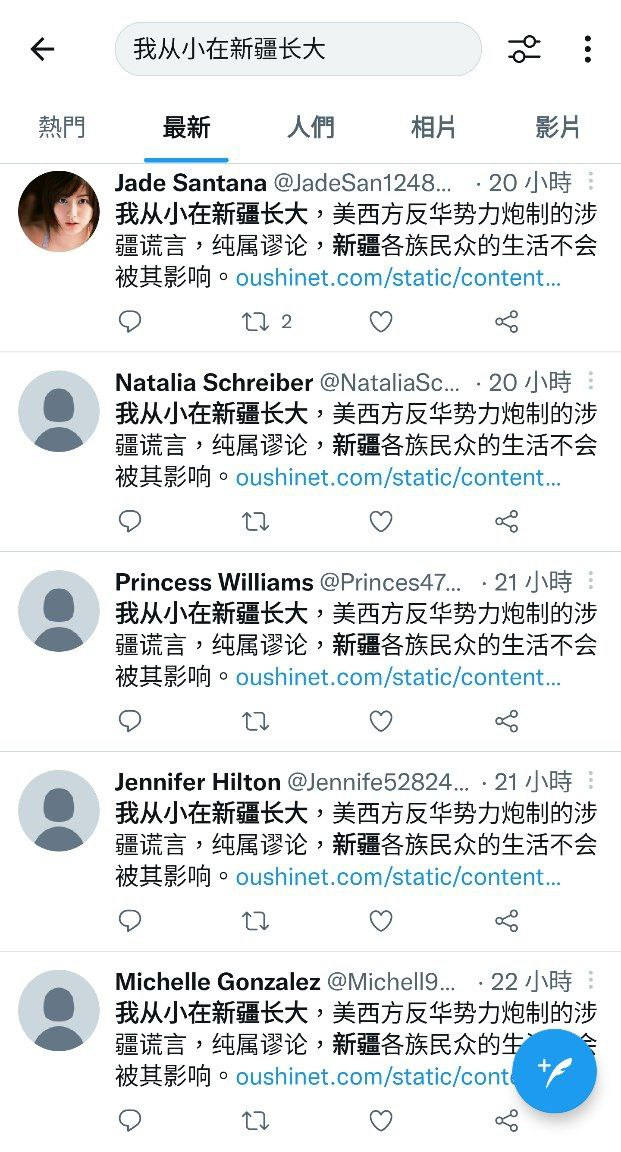 我从小在新疆长大
熱門 最新 人們 相片 影片
Jade Santana @JadeSan1248... · 20 小時
我从小在新疆长大，美西方反华势力炮制的涉
疆谎言，纯属谬论，新疆各族民众的生活不会
被其影响。oushinet.com/static/content...
2
Natalia Schreiber @NataliaSc... · 20 小時
我从小在新疆长大，美西方反华势力炮制的涉
疆谎言，纯属谬论，新疆各族民众的生活不会
被其影响。oushinet.com/static/content...
Princess Williams @Princes47... · 21 小時
我从小在新疆长大，美西方反华势力炮制的涉
疆谎言，纯属谬论，新疆各族民众的生活不会
被其影响。oushinet.com/static/content...
Jennifer Hilton @Jennife52824... · 21 小時
我从小在新疆长大，美西方反华势力炮制的涉
疆谎言，纯属谬论，新疆各族民众的生活不会
被其影响。oushinet.com/static/content...
Michelle Gonzalez @Michell9... · 22 小時
我从小在新疆长大，美西方反华势力炮制的涉
疆谎言，纯属谬论，新疆各族民众的生会
被其影响。oushinet.com/static/conte